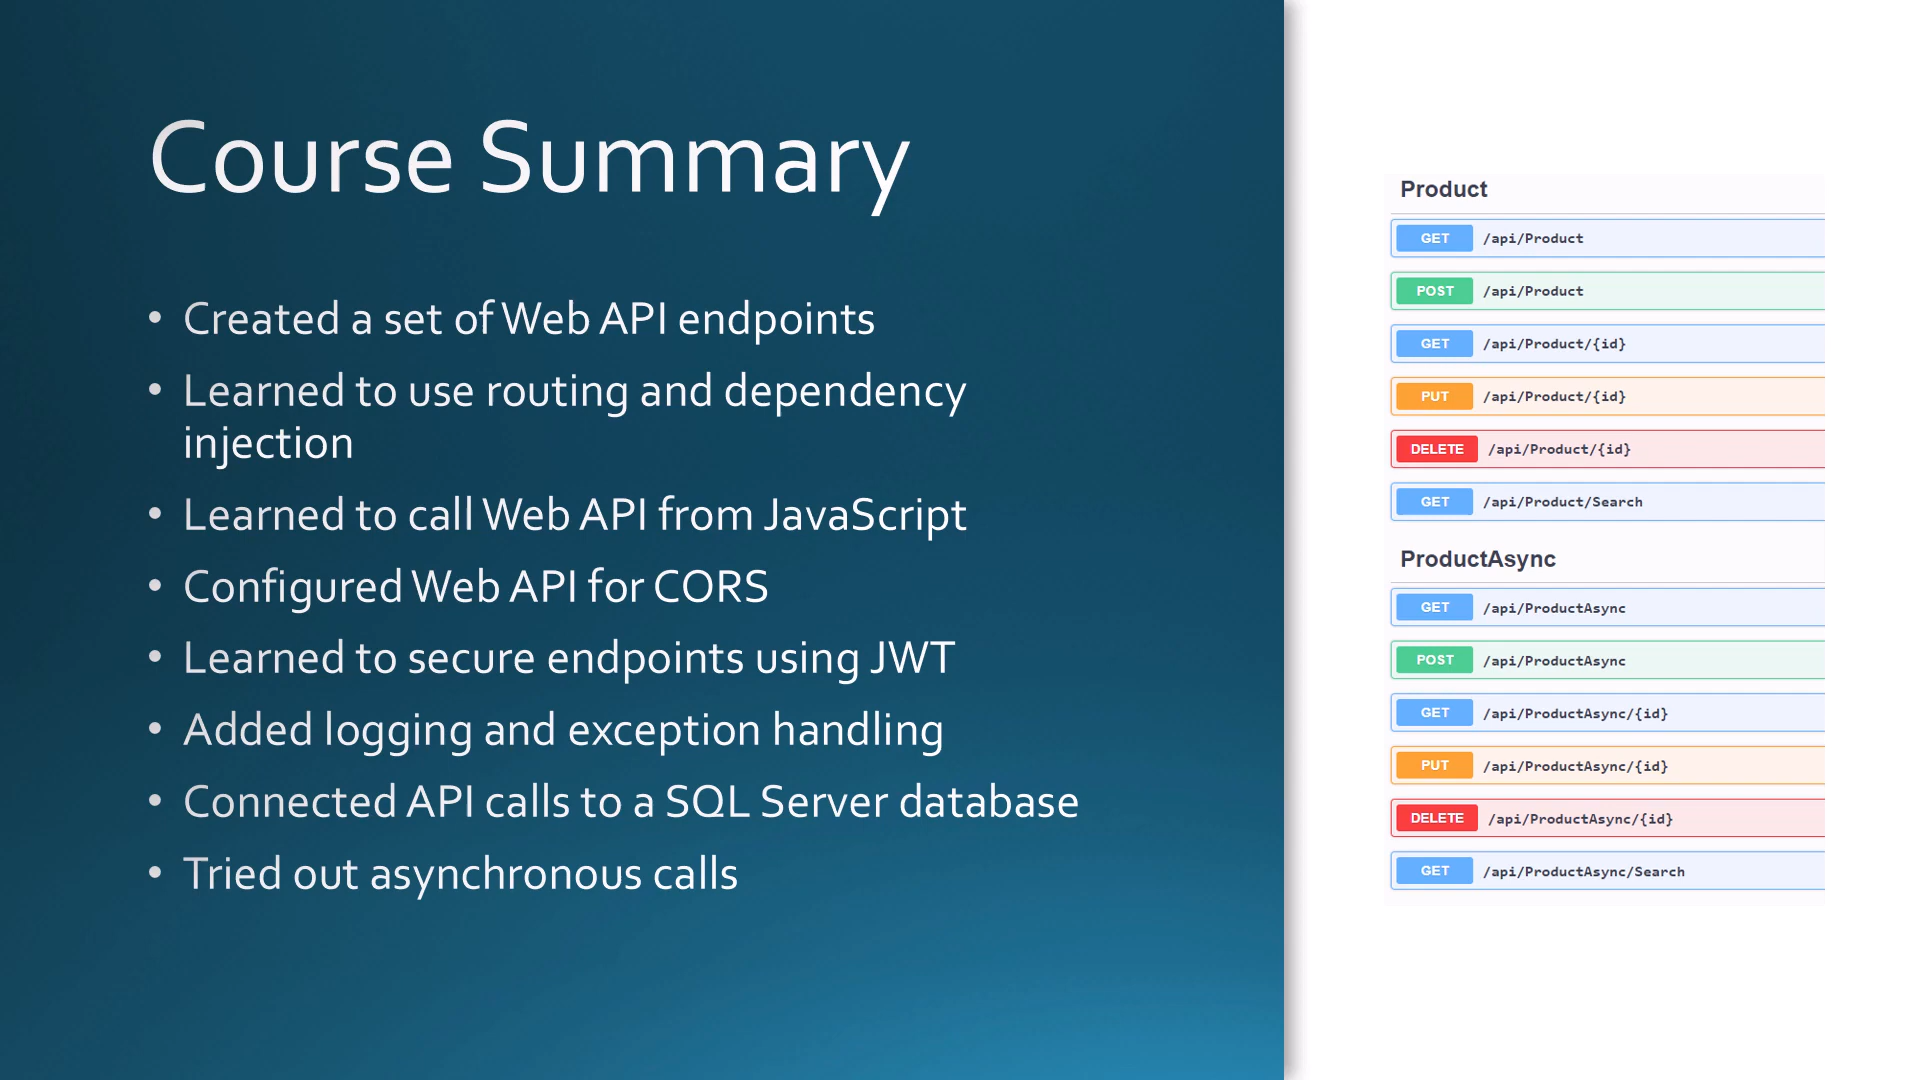 Course Summary
• Created a set of Web API endpoints
• Learned to use routing and dependency
injection
• Learned to call Web API from JavaScript
• Configured Web API for CORS
• Learned to secure endpoints using JWT
• Added logging and exception handling
• Connected API calls to a SQL Server database
• Tried out asynchronous calls
Product
GET /api/Product
POST /api/Product
GET /api/Product/{id}
PUT /api/Product/{id}
DELETE /api/Product/{id}
GET /api/Product/Search
ProductAsync
GET /api/ProductAsync
POST /api/ProductAsync
GET /api/ProductAsync/{id}
PUT /api/ProductAsync/{id}
DELETE /api/ProductAsync/{id}
GET /api/ProductAsync/Search